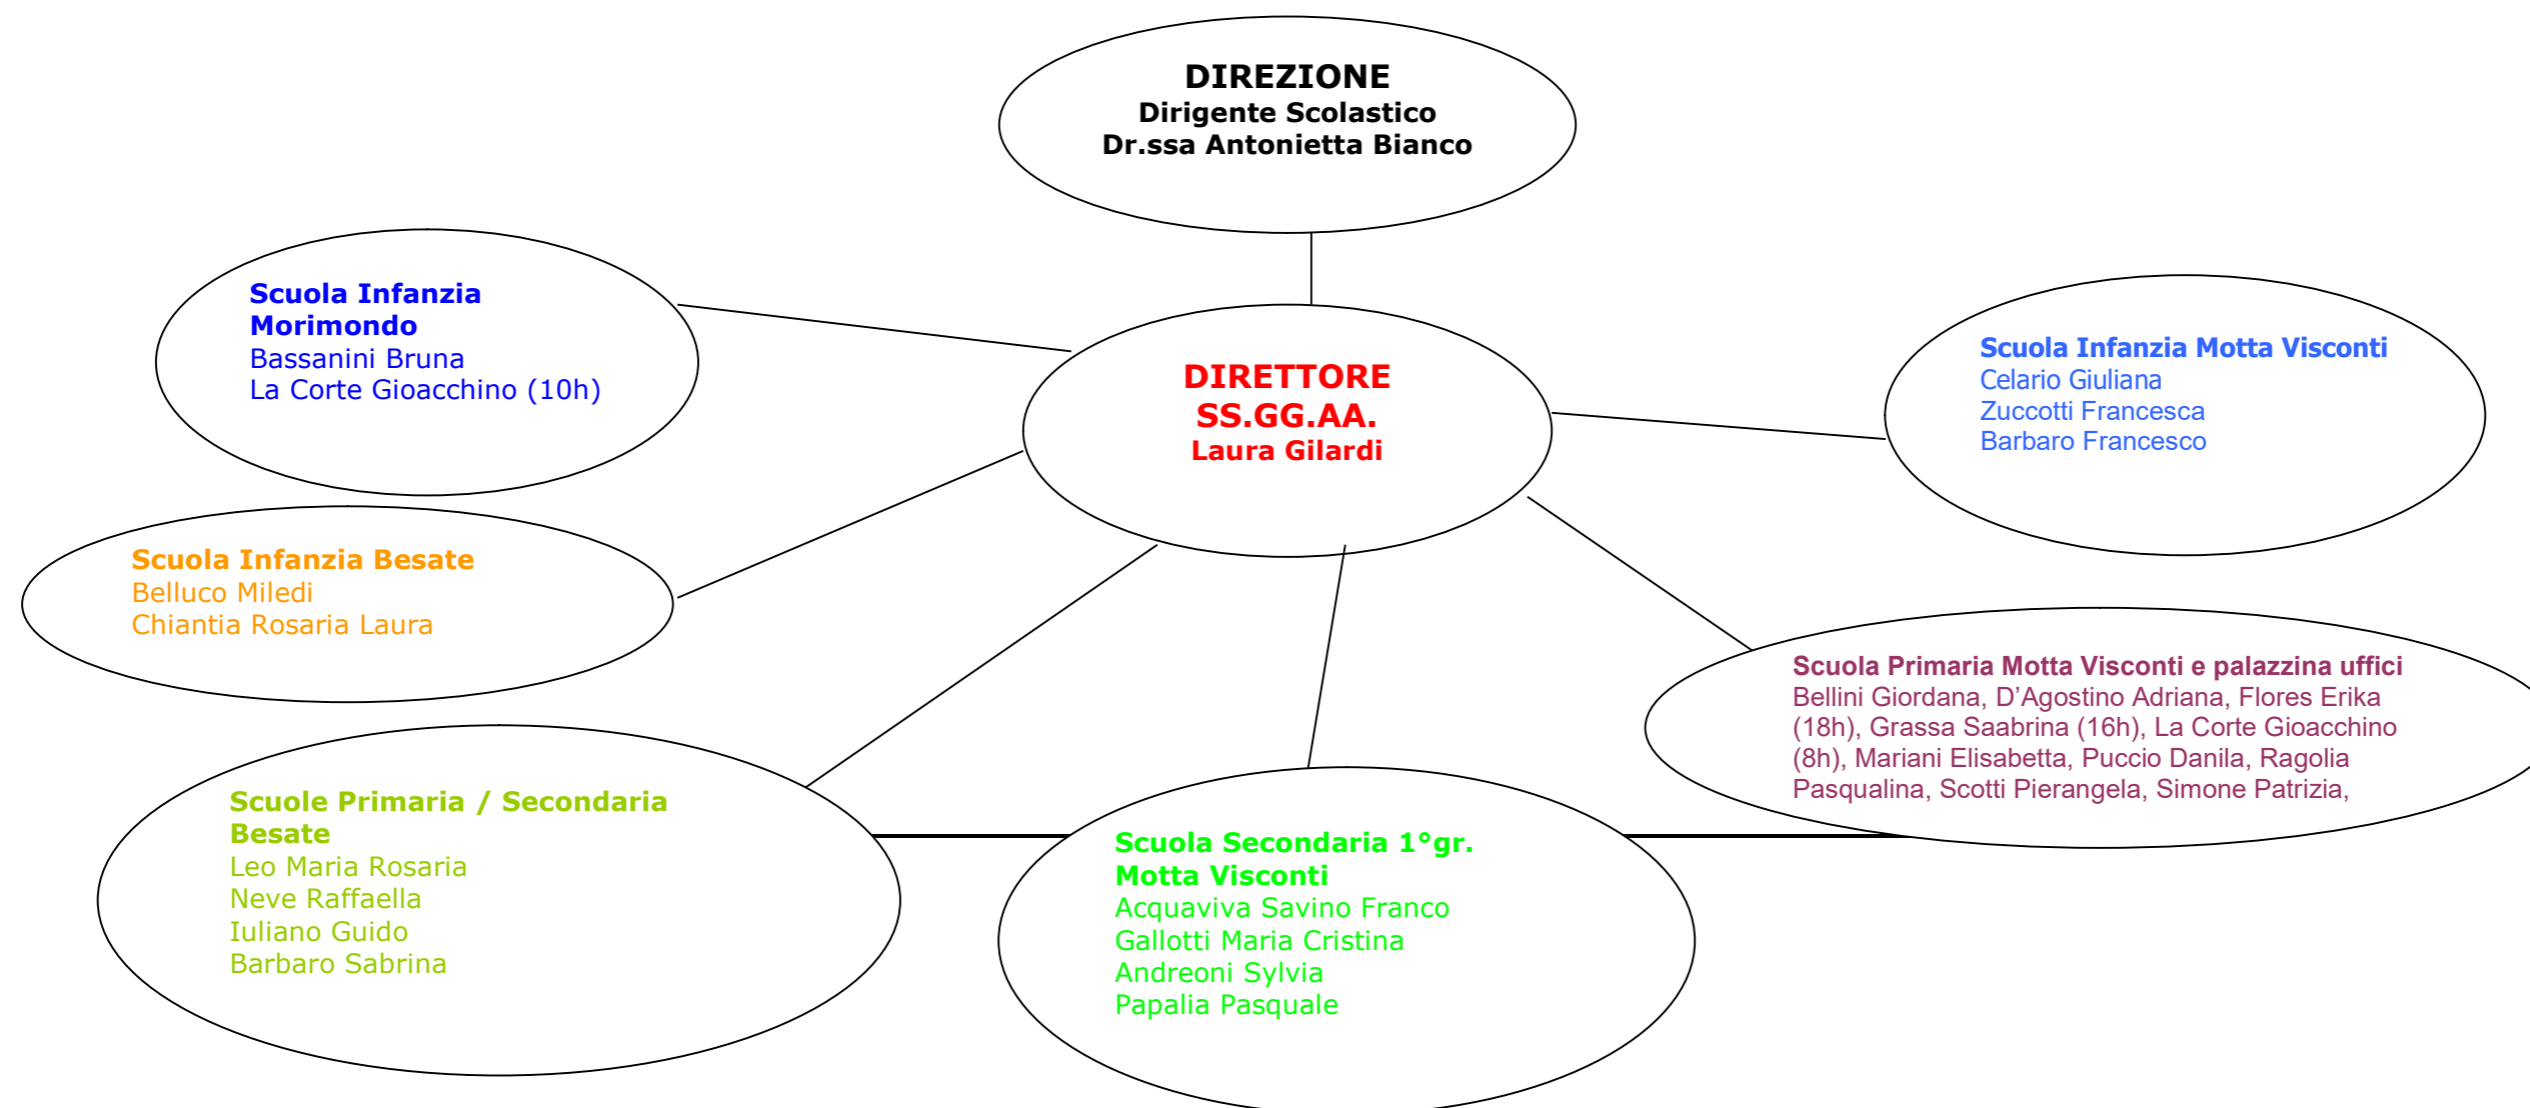 DIREZIONE
Dirigente Scolastico
Dr.ssa Antonietta Bianco
Scuola Infanzia
Morimondo
Bassanini Bruna
La Corte Gioacchino (10h)
DIRETTORE
SS.GG.AA.
Laura Gilardi
Scuola Infanzia Motta Visconti
Celario Giuliana
Zuccotti Francesca
Barbaro Francesco
Scuola Infanzia Besate
Belluco Miledi
Chiantia Rosaria Laura
Scuola Primaria Motta Visconti e palazzina uffici
Bellini Giordana, D’Agostino Adriana, Flores Erika
(18h), Grassa Saabrina (16h), La Corte Gioacchino
(8h), Mariani Elisabetta, Puccio Danila, Ragolia
Pasqualina, Scotti Pierangela, Simone Patrizia,
Scuole Primaria / Secondaria
Besate
Leo Maria Rosaria
Neve Raffaella
Iuliano Guido
Barbaro Sabrina
Scuola Secondaria 1°gr.
Motta Visconti
Acquaviva Savino Franco
Gallotti Maria Cristina
Andreoni Sylvia
Papalia Pasquale